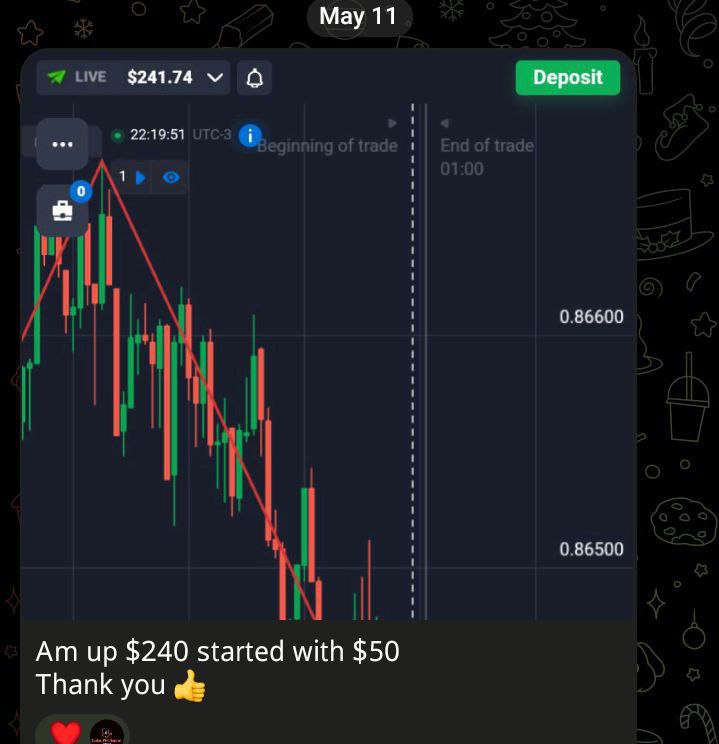 May 11
LIVE $241.74
Deposit
22:19:51 UTC-3
Beginning of trade
End of trade
01:00
1
0
0.86600
0.86500
Am up $240 started with $50
Thank you 👍